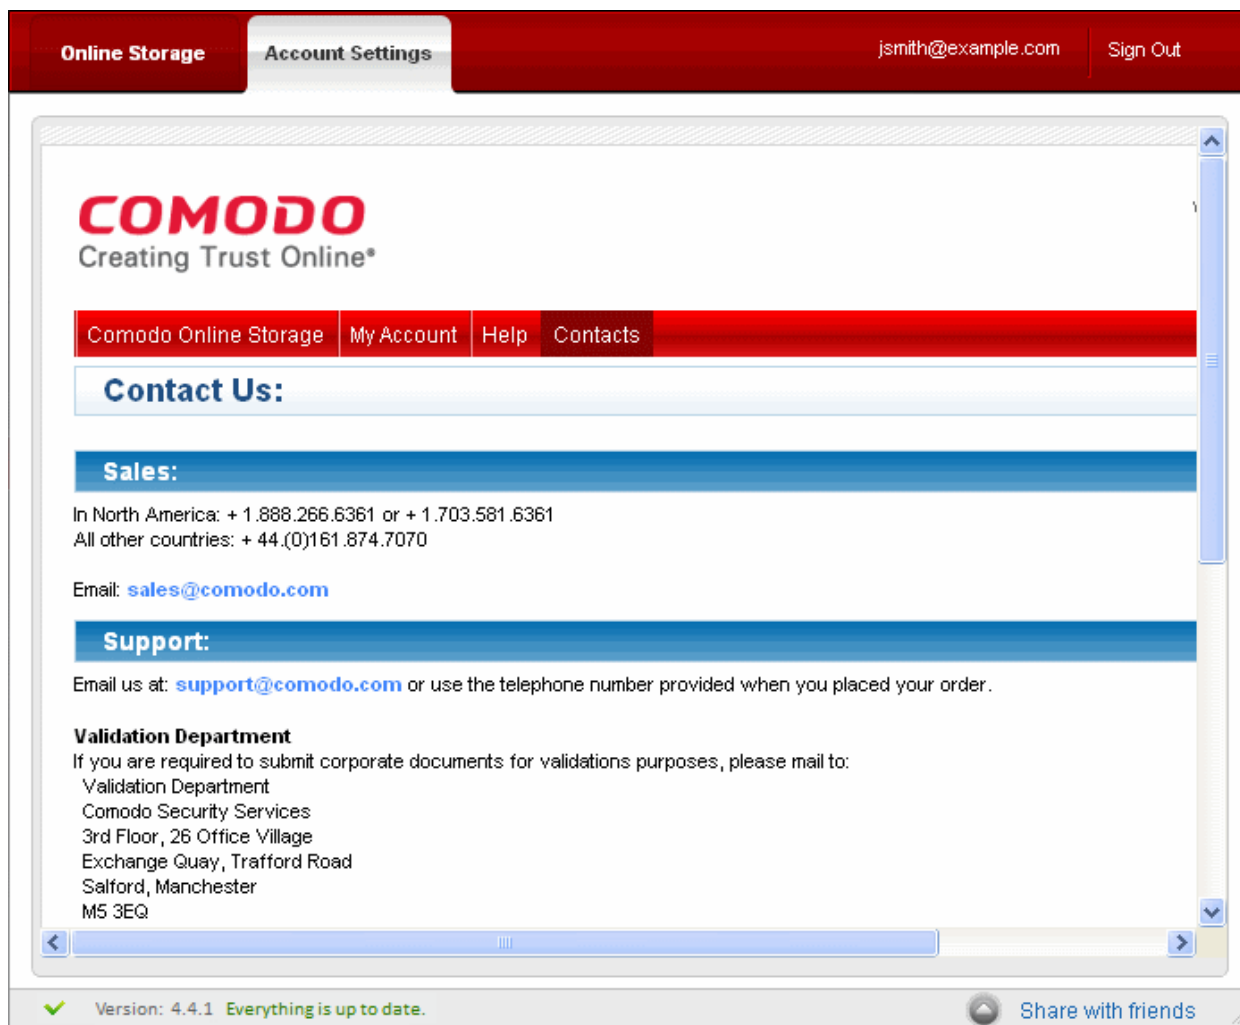 Online Storage Account Settings jsmith@example.com Sign Out
COMODO
Creating Trust Online®
Comodo Online Storage My Account Help Contacts
Contact Us:
Sales:
In North America: + 1.888.266.6361 or + 1.703.581.6361
All other countries: + 44.(0)161.874.7070
Email: sales@comodo.com
Support:
Email us at: support@comodo.com or use the telephone number provided when you placed your order.
Validation Department
If you are required to submit corporate documents for validations purposes, please mail to:
Validation Department
Comodo Security Services
3rd Floor, 26 Office Village
Exchange Quay, Trafford Road
Salford, Manchester
M5 3EQ
Version: 4.4.1 Everything is up to date. Share with friends